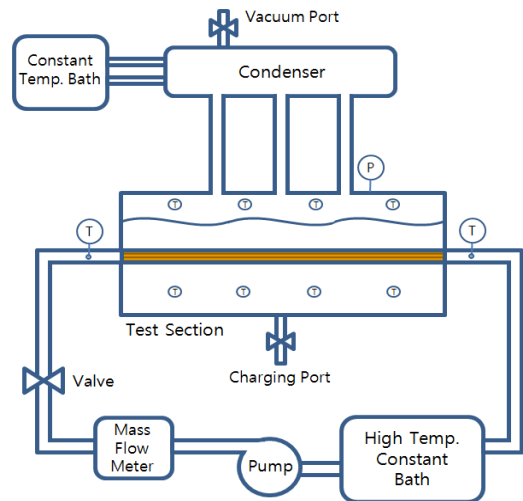 Vacuum Port
Constant
Temp. Bath
Condenser
P
T T T T
T
T
T T T T
Test Section
Charging Port
Valve
Mass
Flow
Meter
Pump
High Temp.
Constant
Bath